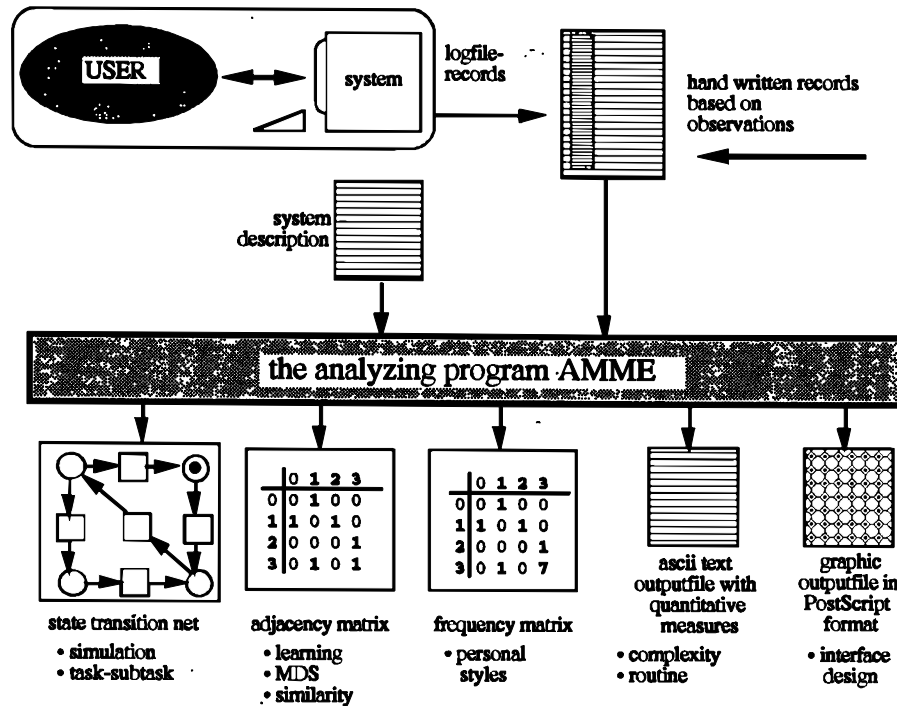 USER
system
logfile-
records
hand written records
based on
observations
system
description
the analyzing program AMME
0 1 2 3
0 0 1 0 0
1 1 0 1 0
2 0 0 0 1
3 0 1 0 1
0 1 2 3
0 0 1 0 0
1 1 0 1 0
2 0 0 0 1
3 0 1 0 7
state transition net
• simulation
• task-subtask
adjacency matrix
• learning
• MDS
• similarity
frequency matrix
• personal
styles
ascii text
outputfile with
quantitative
measures
• complexity
• routine
graphic
outputfile in
PostScript
format
• interface
design